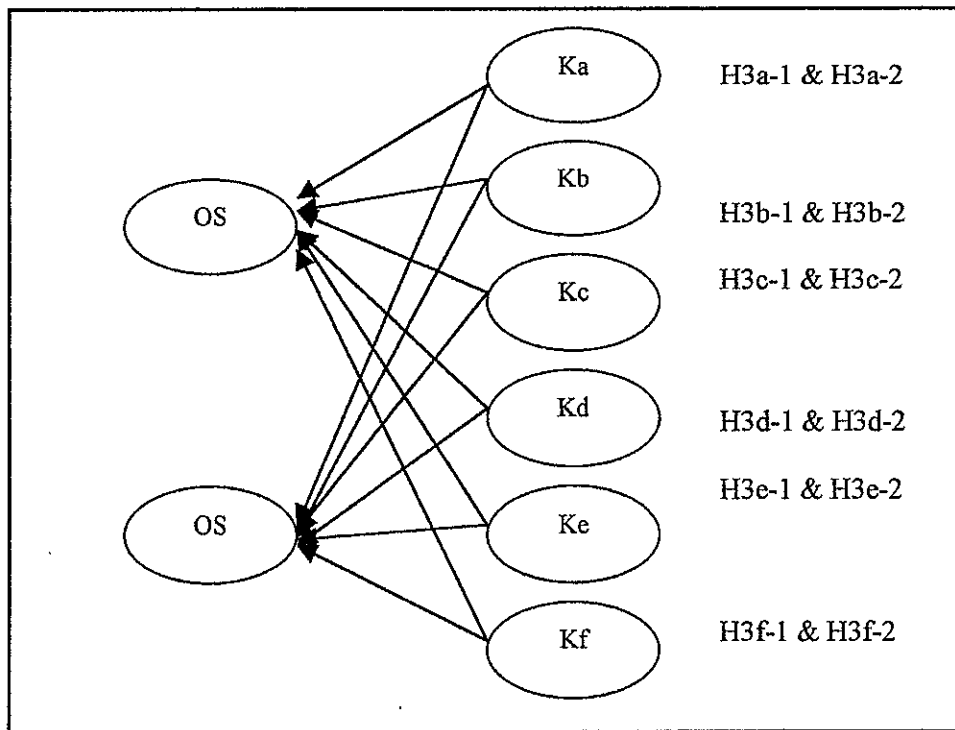 Ka
H3a-1 & H3a-2
Kb
OS
H3b-1 & H3b-2
Kc
H3c-1 & H3c-2
Kd
H3d-1 & H3d-2
H3e-1 & H3e-2
OS
Ke
Kf
H3f-1 & H3f-2